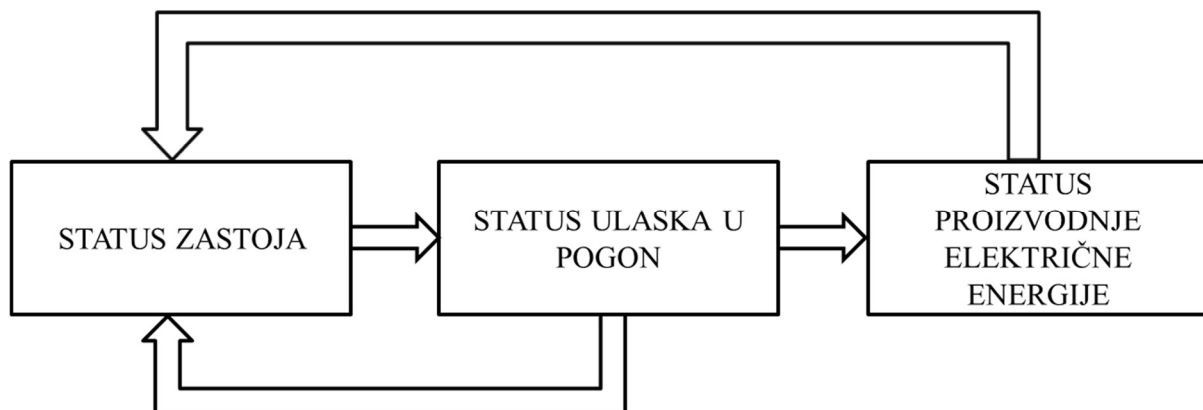 STATUS ZASTOJA
STATUS ULASKA U
POGON
STATUS
PROIZVODNJE
ELEKTRIČNE
ENERGIJE